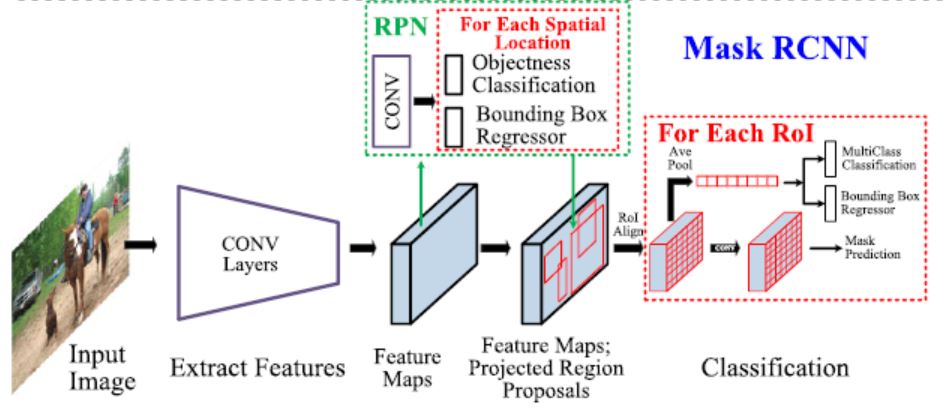 RPN
For Each Spatial
Location
CONV
Objectness
Classification
Bounding Box
Regressor
Mask RCNN
For Each RoI
Ave
Pool
MultiClass
Classification
Bounding Box
Regressor
CONV
Layers
RoI
Align
CONV
Mask
Prediction
Input
Image
Extract Features
Feature
Maps
Feature Maps;
Projected Region
Proposals
Classification